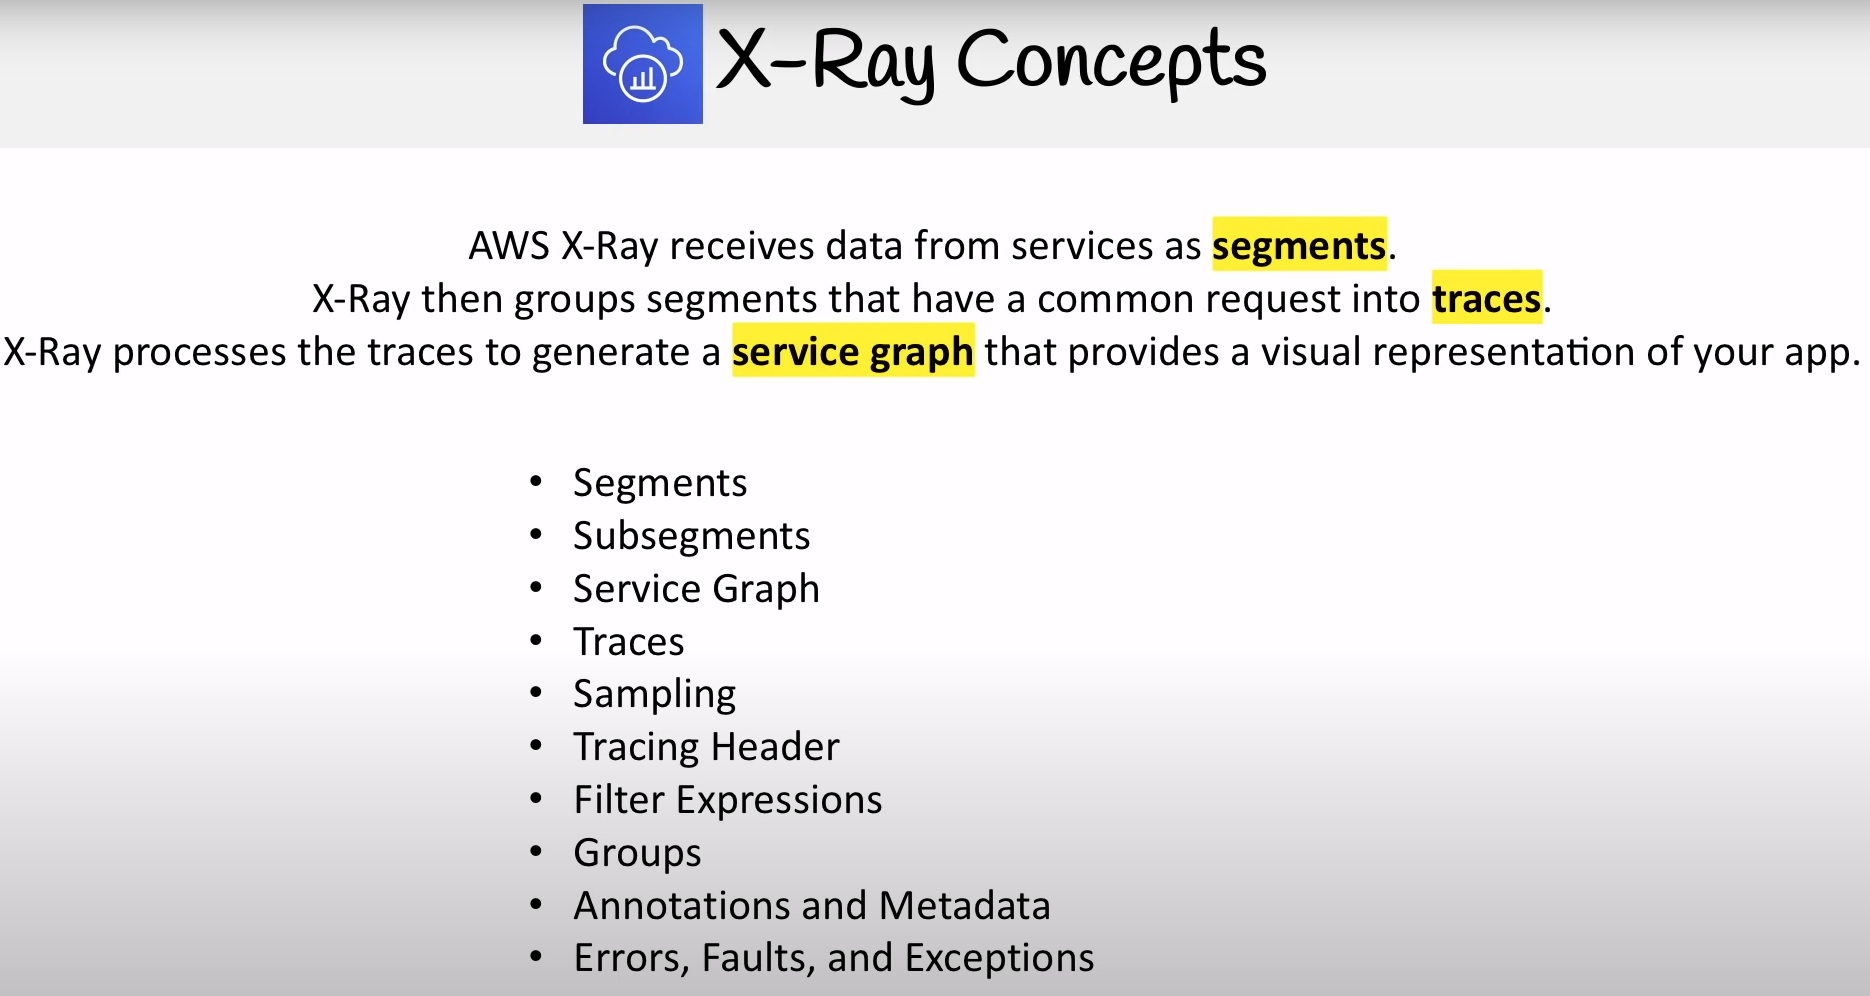 X-Ray Concepts
AWS X-Ray receives data from services as segments.
X-Ray then groups segments that have a common request into traces.
X-Ray processes the traces to generate a service graph that provides a visual representation of your app.
• Segments
• Subsegments
• Service Graph
• Traces
• Sampling
• Tracing Header
• Filter Expressions
• Groups
• Annotations and Metadata
• Errors, Faults, and Exceptions